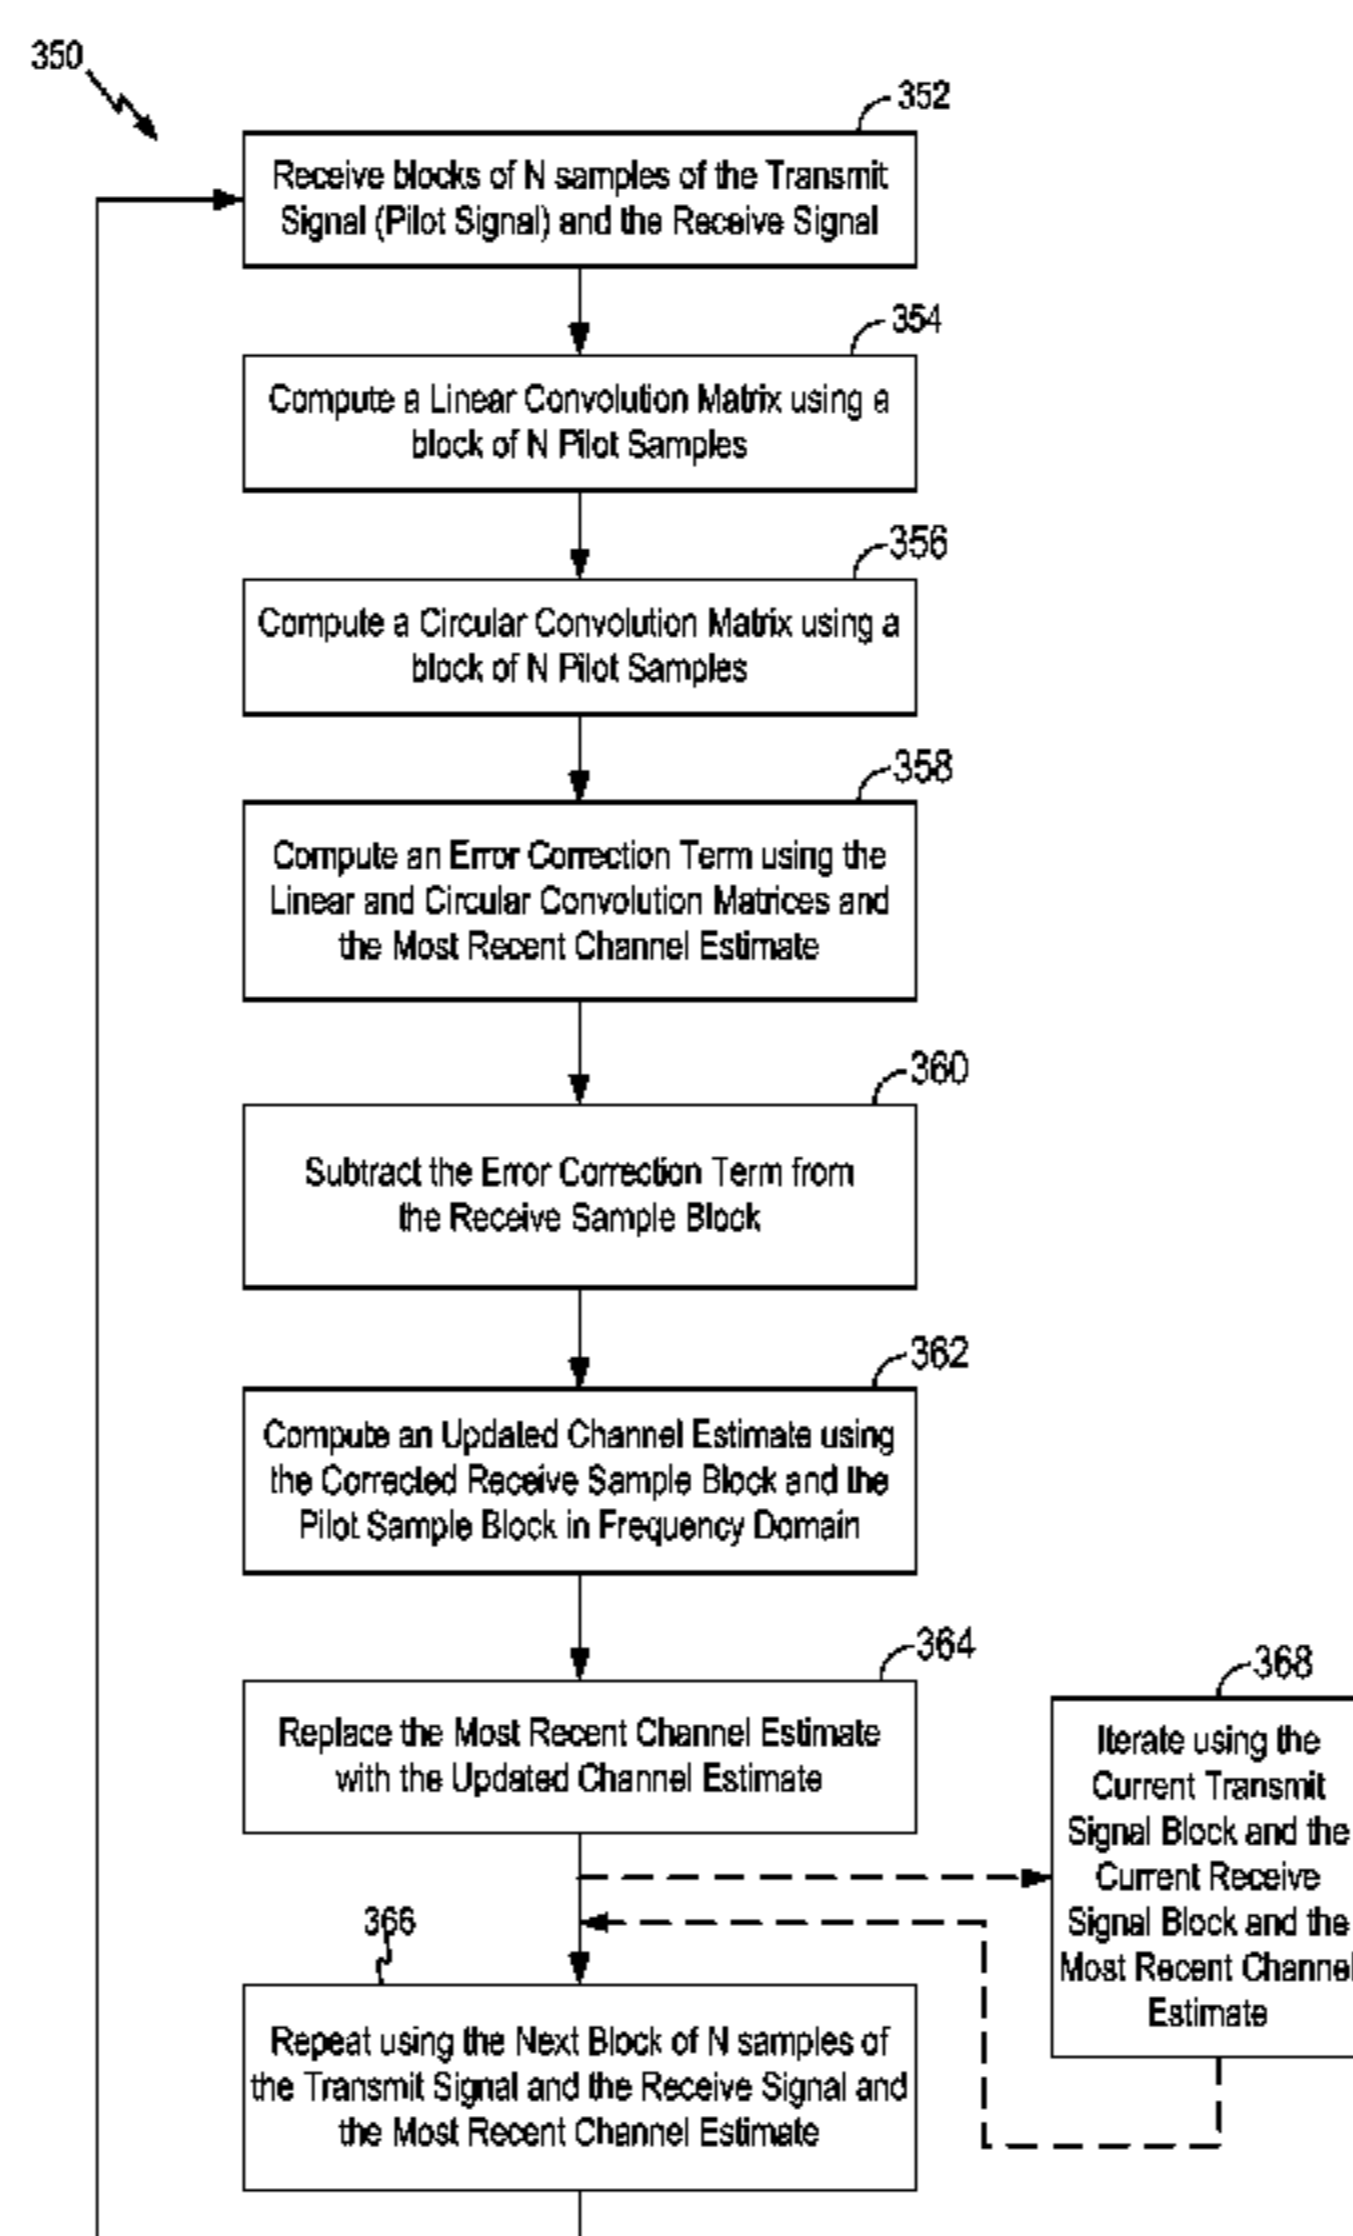 350
352
Receive blocks of N samples of the Transmit
Signal (Pilot Signal) and the Receive Signal
354
Compute a Linear Convolution Matrix using a
block of N Pilot Samples
356
Compute a Circular Convolution Matrix using a
block of N Pilot Samples
358
Compute an Error Correction Term using the
Linear and Circular Convolution Matrices and
the Most Recent Channel Estimate
360
Subtract the Error Correction Term from
the Receive Sample Block
362
Compute an Updated Channel Estimate using
the Corrected Receive Sample Block and the
Pilot Sample Block in Frequency Domain
364
Replace the Most Recent Channel Estimate
with the Updated Channel Estimate
368
Iterate using the
Current Transmit
Signal Block and the
Current Receive
Signal Block and the
Most Recent Channel
Estimate
366
Repeat using the Next Block of N samples of
the Transmit Signal and the Receive Signal and
the Most Recent Channel Estimate